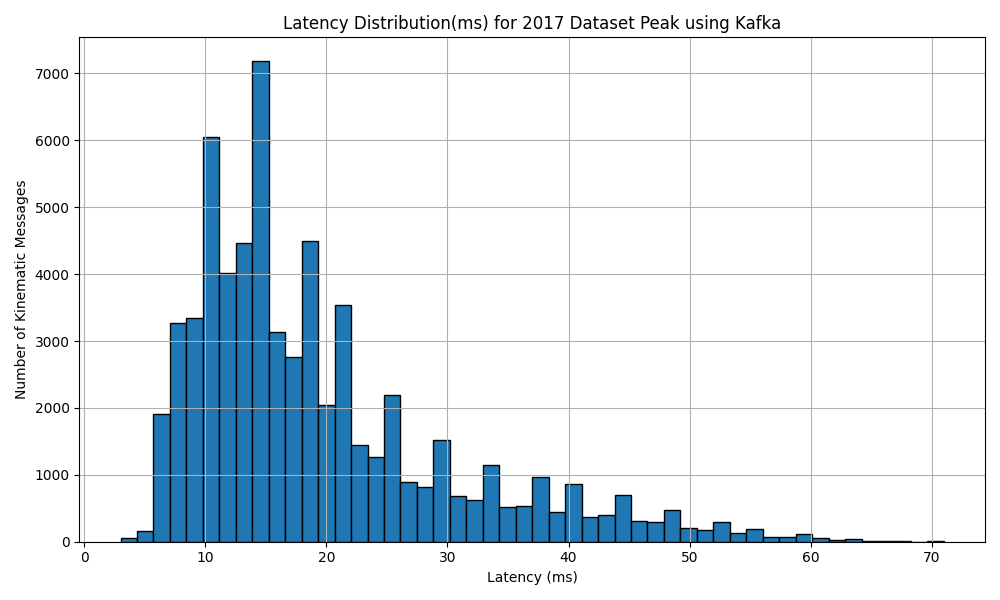 Latency Distribution(ms) for 2017 Dataset Peak using Kafka
Number of Kinematic Messages
7000
6000
5000
4000
3000
2000
1000
0
0 10 20 30 40 50 60 70
Latency (ms)